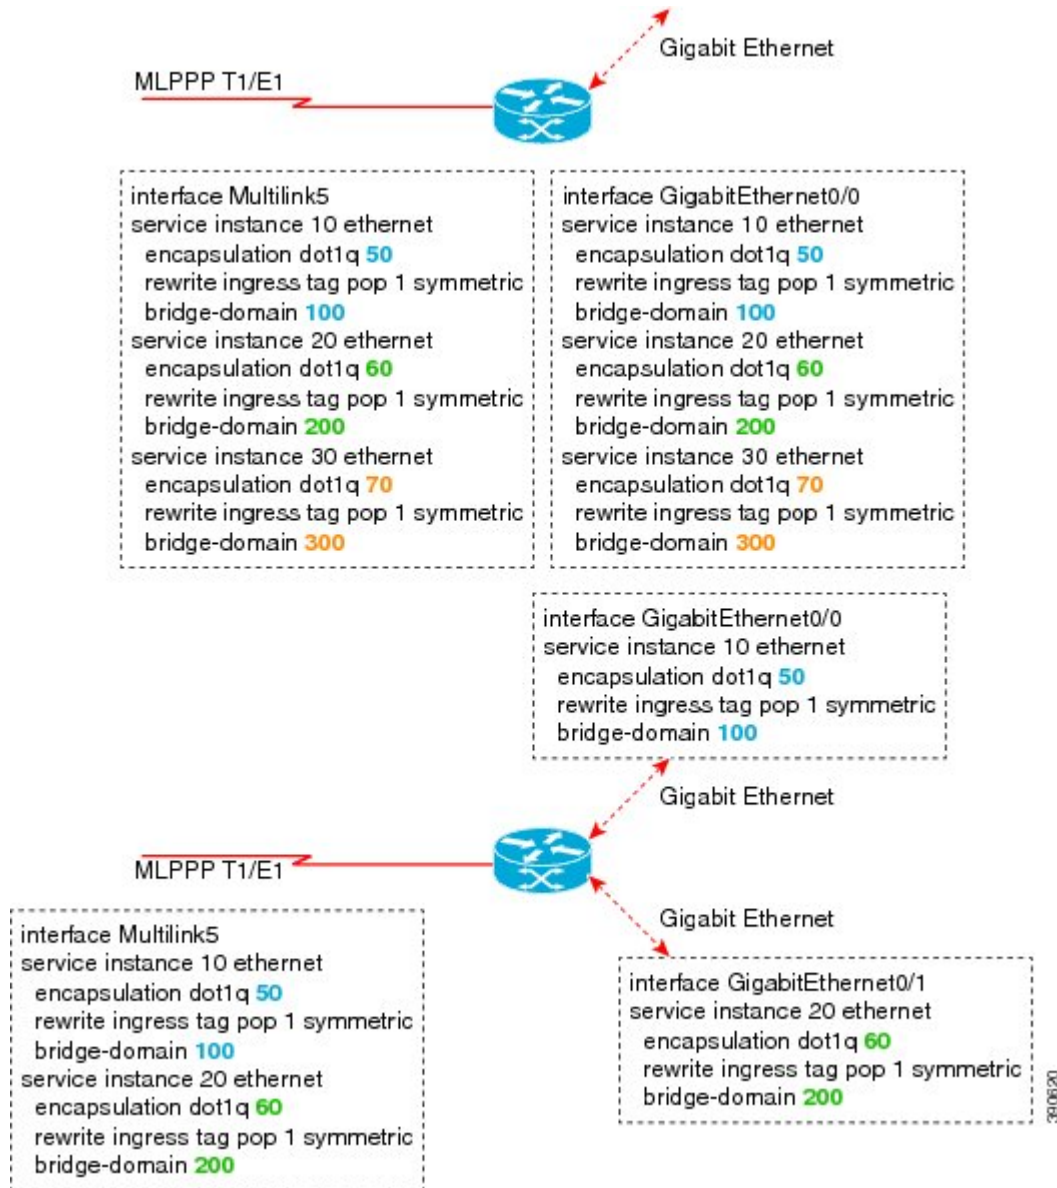 Gigabit Ethernet
MLPPP T1/E1
interface Multilink5
service instance 10 ethernet
encapsulation dot1q 50
rewrite ingress tag pop 1 symmetric
bridge-domain 100
service instance 20 ethernet
encapsulation dot1q 60
rewrite ingress tag pop 1 symmetric
bridge-domain 200
service instance 30 ethernet
encapsulation dot1q 70
rewrite ingress tag pop 1 symmetric
bridge-domain 300
interface GigabitEthernet0/0
service instance 10 ethernet
encapsulation dot1q 50
rewrite ingress tag pop 1 symmetric
bridge-domain 100
service instance 20 ethernet
encapsulation dot1q 60
rewrite ingress tag pop 1 symmetric
bridge-domain 200
service instance 30 ethernet
encapsulation dot1q 70
rewrite ingress tag pop 1 symmetric
bridge-domain 300
interface GigabitEthernet0/0
service instance 10 ethernet
encapsulation dot1q 50
rewrite ingress tag pop 1 symmetric
bridge-domain 100
Gigabit Ethernet
MLPPP T1/E1
Gigabit Ethernet
interface Multilink5
service instance 10 ethernet
encapsulation dot1q 50
rewrite ingress tag pop 1 symmetric
bridge-domain 100
service instance 20 ethernet
encapsulation dot1q 60
rewrite ingress tag pop 1 symmetric
bridge-domain 200
interface GigabitEthernet0/1
service instance 20 ethernet
encapsulation dot1q 60
rewrite ingress tag pop 1 symmetric
bridge-domain 200
390620